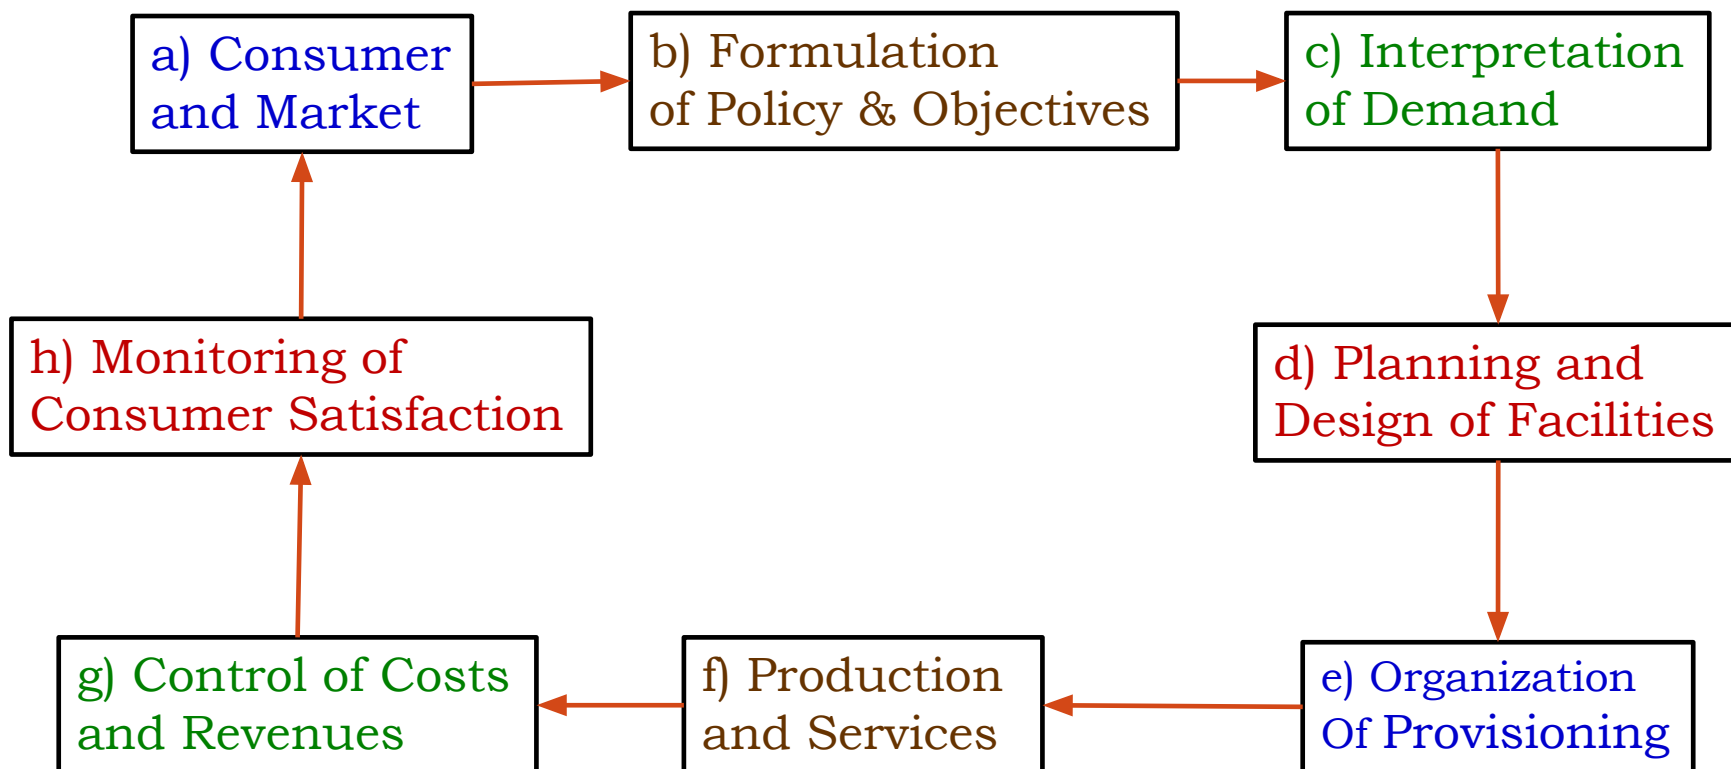 a) Consumer
and Market
b) Formulation
of Policy & Objectives
c) Interpretation
of Demand
h) Monitoring of
Consumer Satisfaction
d) Planning and
Design of Facilities
g) Control of Costs
and Revenues
f) Production
and Services
e) Organization
Of Provisioning